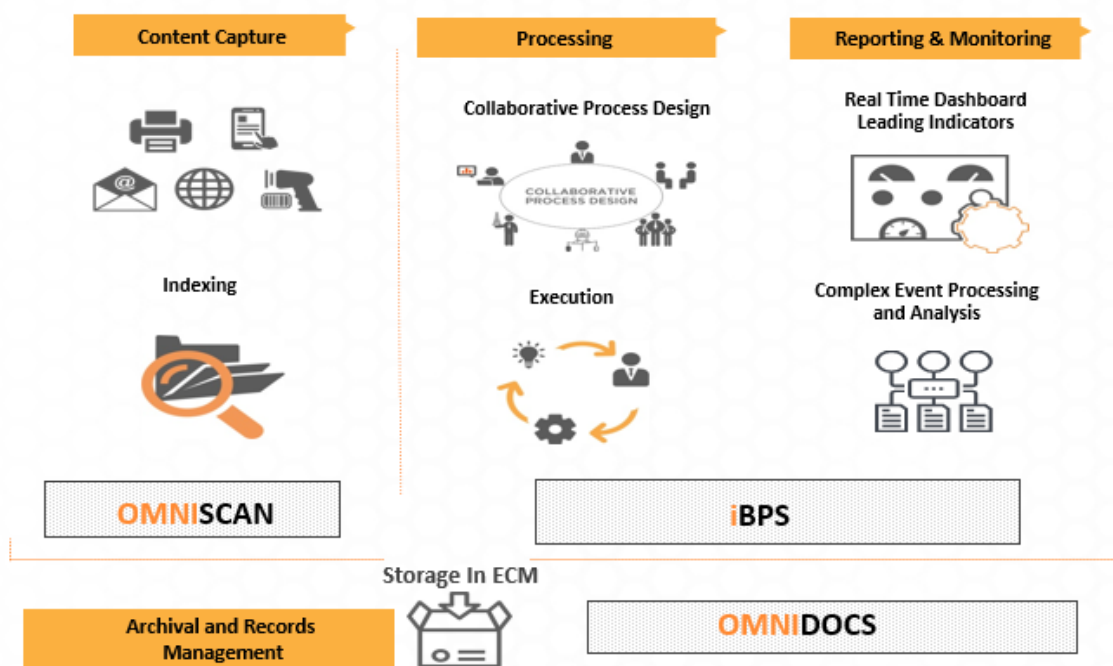 Content Capture
Processing
Reporting & Monitoring
Collaborative Process Design
Real Time Dashboard
Leading Indicators
@
COLLABORATIVE
PROCESS DESIGN
Indexing
Execution
Complex Event Processing
and Analysis
OMNISCAN
iBPS
Storage In ECM
Archival and Records
Management
OMNIDOCS